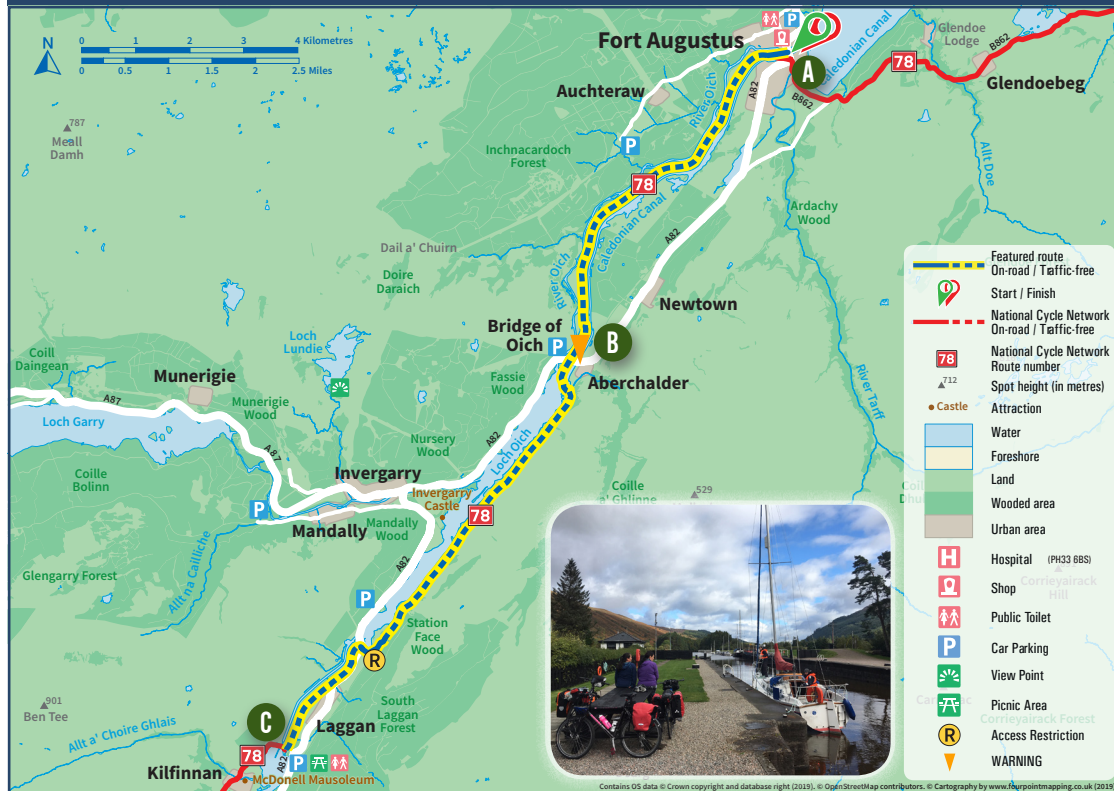 N
0 1 2 3 4 Kilometres
0 0.5 1 1.5 2 2.5 Miles
Fort Augustus
P
A
Caledonian Canal
Glendoe
Lodge
B862
78
Glendoebeg
Auchteraw
River Oich
A82
B862
787
Meall
Damh
Inchnacardoch
Forest
P
78
Allt Doe
Ardachy
Wood
Caledonian Canal
A82
Dail a' Chuirn
Doire
Daraich
River Oich
Newtown
Bridge of
Oich
P
B
Aberchalder
Loch
Lundie
Fassie
Wood
River Tarff
Coill
Daingean
Munerigie
A87
Munerigie
Wood
Loch Garry
A87
Nursery
Wood
A82
Loch Oich
Coille
Bolinn
Invergarry
Invergarry
Castle
78
Coille
a' Ghlinne
529
P
Mandally
Mandally
Wood
A82
Glengarry Forest
Allt na Cailliche
P
Station
Face
Wood
R
901
Ben Tee
South
Laggan
Forest
C
Laggan
Allt a' Choire Ghlais
78
A82
P
Kilfinnan
McDonell Mausoleum
Featured route
On-road / Traffic-free
Start / Finish
National Cycle Network
On-road / Traffic-free
78
National Cycle Network
Route number
712
Spot height (in metres)
Castle
Attraction
Water
Foreshore
Land
Wooded area
Urban area
H
Hospital (PH33 6BS)
Shop
Public Toilet
P
Car Parking
View Point
Picnic Area
R
Access Restriction
WARNING
Corrieyairack
Hill
Corrieyairack Forest
Contains OS data © Crown copyright and database right (2019). © OpenStreetMap contributors. © Cartography by www.fourpointmapping.co.uk (2019